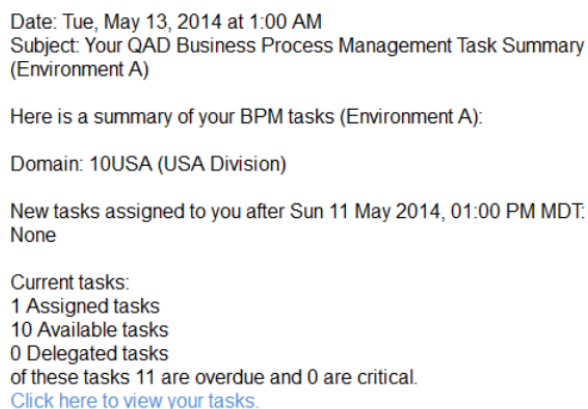 Date: Tue, May 13, 2014 at 1:00 AM
Subject: Your QAD Business Process Management Task Summary
(Environment A)
Here is a summary of your BPM tasks (Environment A):
Domain: 10USA (USA Division)
New tasks assigned to you after Sun 11 May 2014, 01:00 PM MDT:
None
Current tasks:
1 Assigned tasks
10 Available tasks
0 Delegated tasks
of these tasks 11 are overdue and 0 are critical.
Click here to view your tasks.